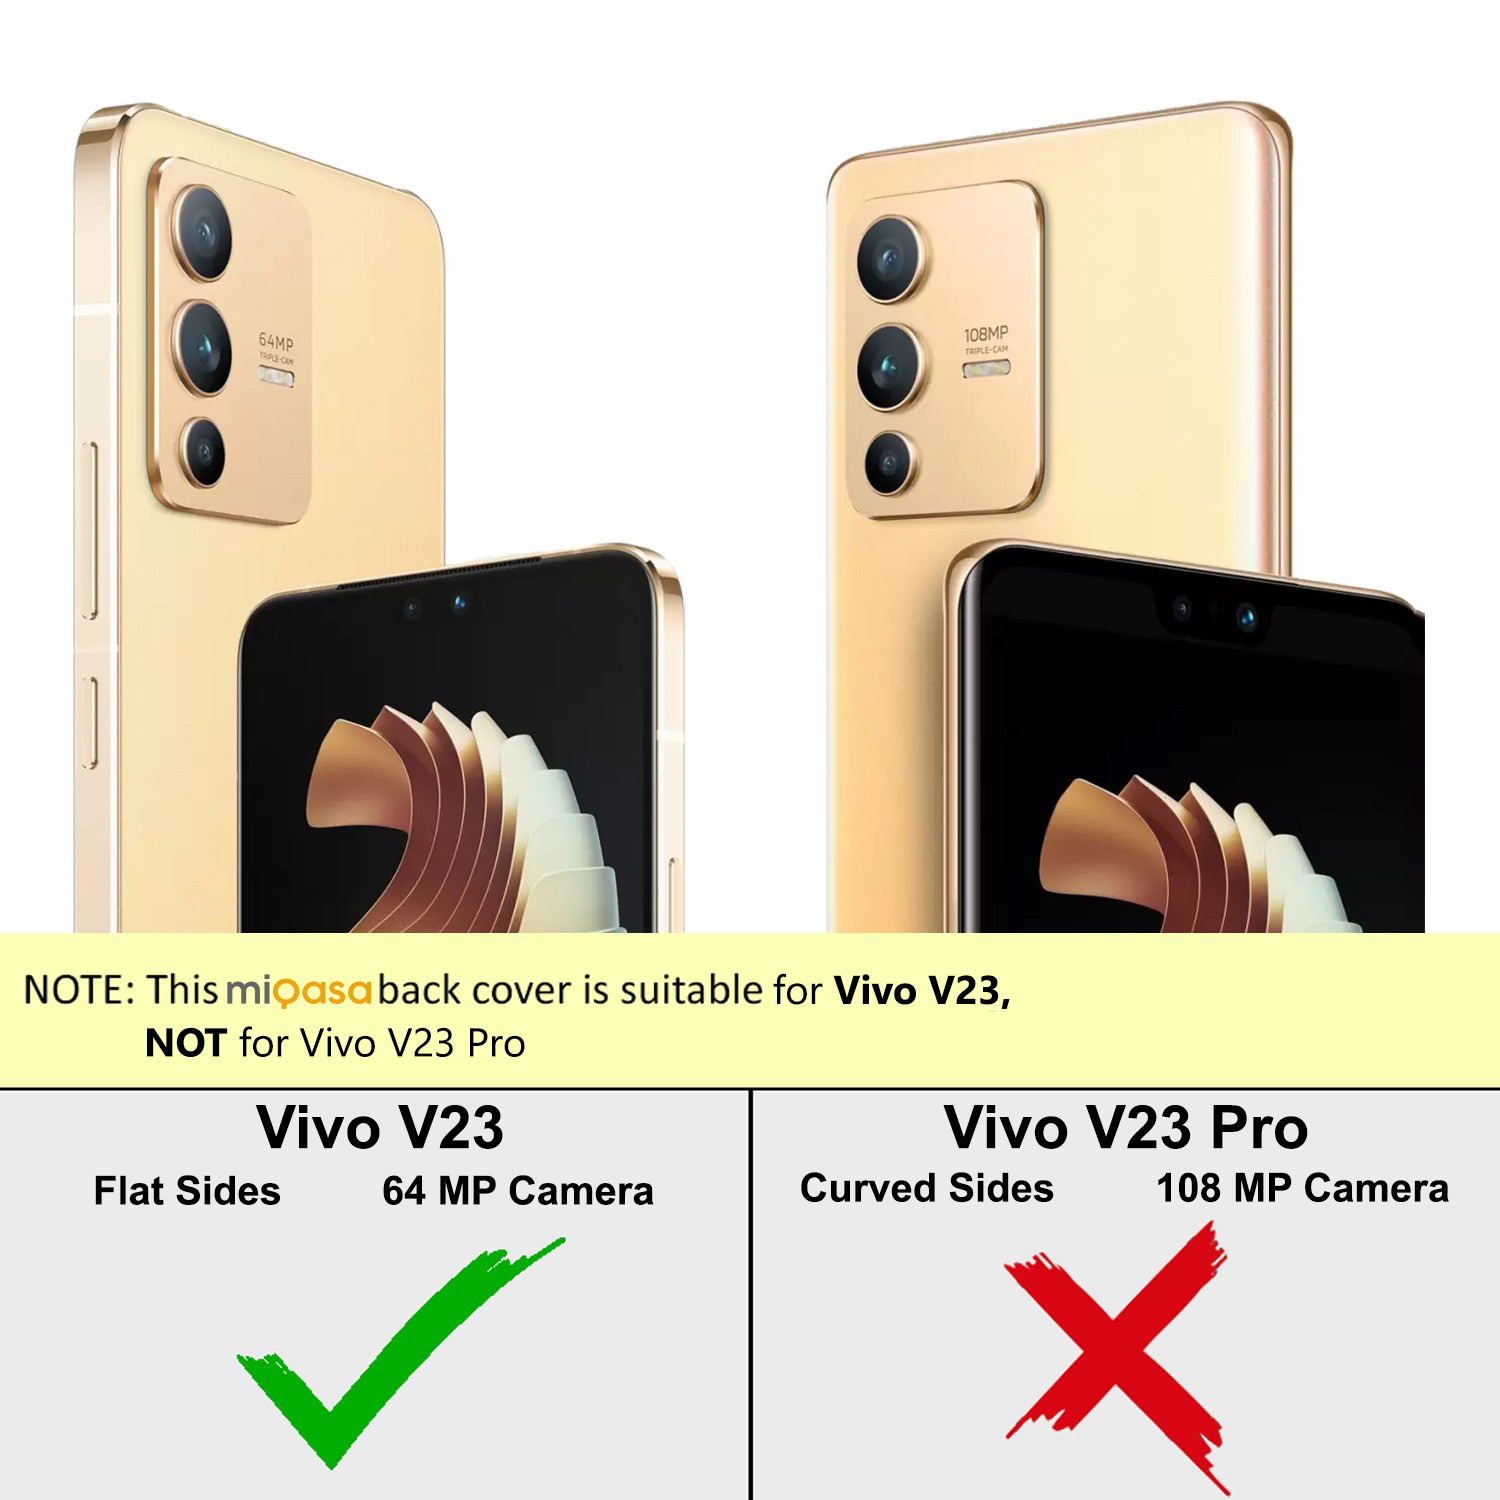 64MP
TRIPLE-CAM
108MP
TRIPLE-CAM
NOTE: This miqasa back cover is suitable for Vivo V23,
NOT for Vivo V23 Pro
Vivo V23
Flat Sides 64 MP Camera
Vivo V23 Pro
Curved Sides 108 MP Camera